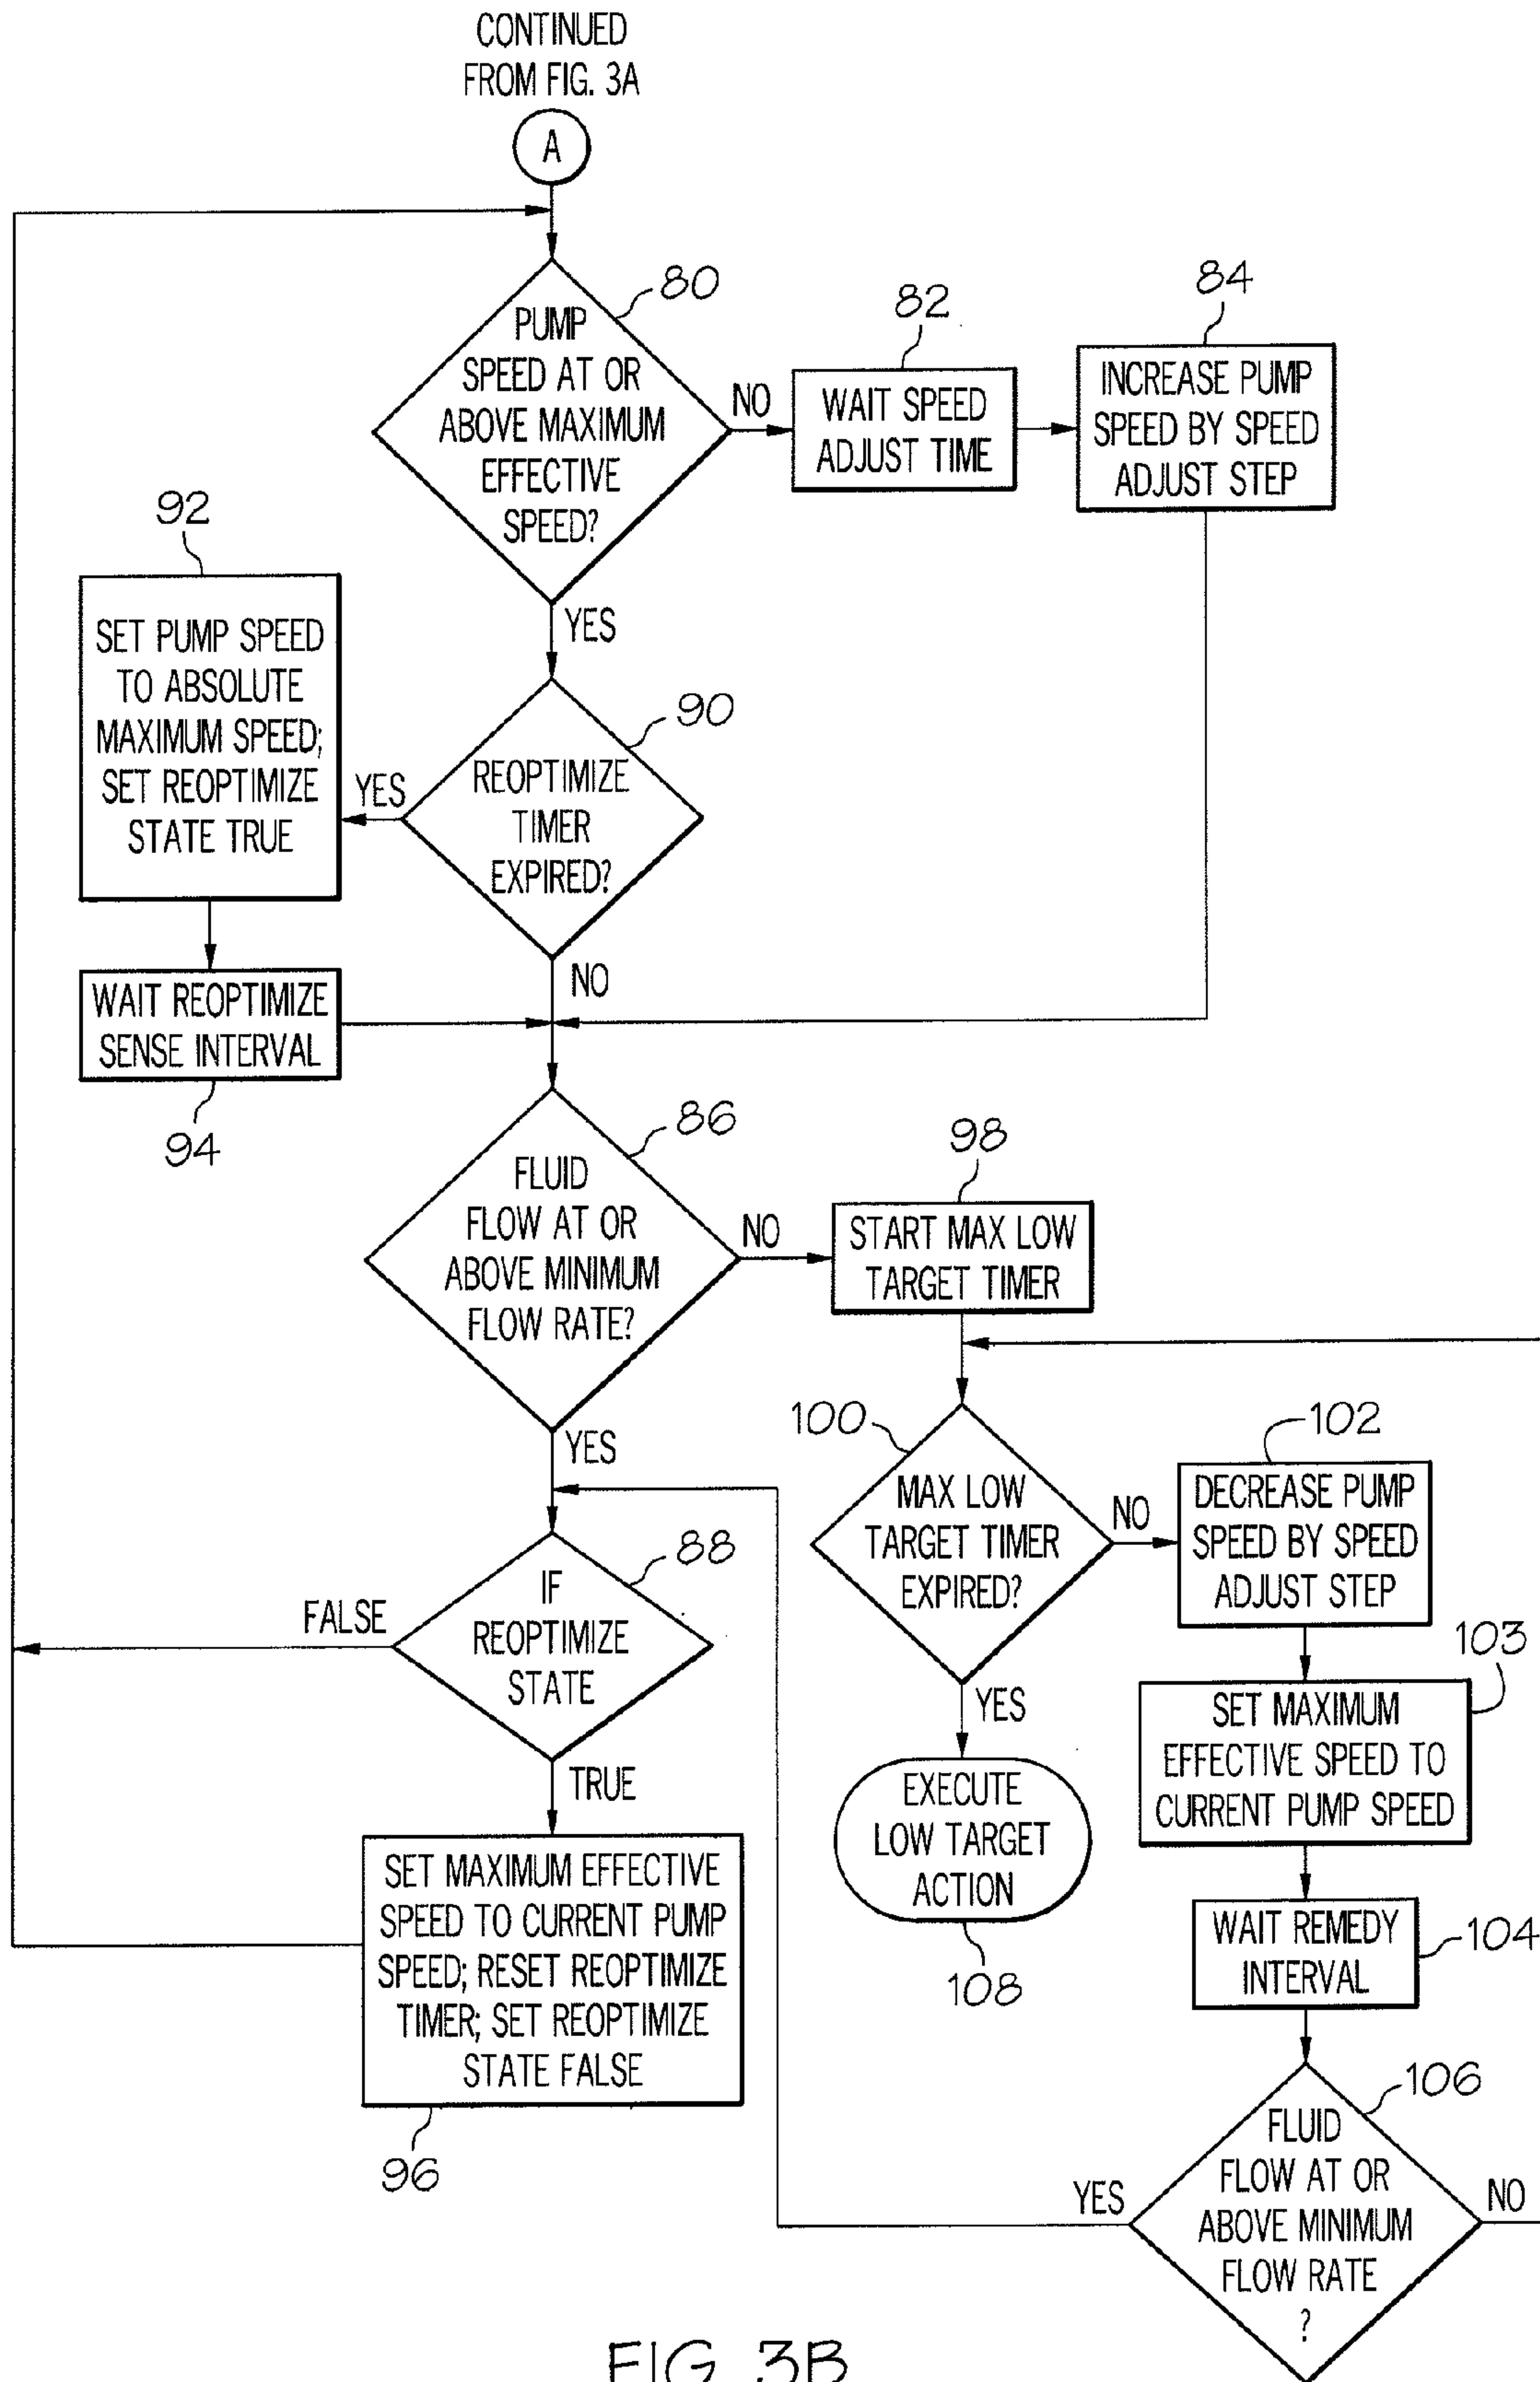 CONTINUED
FROM FIG. 3A
A
80
PUMP
SPEED AT OR
ABOVE MAXIMUM
EFFECTIVE
SPEED?
NO
82
WAIT SPEED
ADJUST TIME
84
INCREASE PUMP
SPEED BY SPEED
ADJUST STEP
YES
92
SET PUMP SPEED
TO ABSOLUTE
MAXIMUM SPEED;
SET REOPTIMIZE
STATE TRUE
YES
90
REOPTIMIZE
TIMER
EXPIRED?
NO
WAIT REOPTIMIZE
SENSE INTERVAL
94
86
FLUID
FLOW AT OR
ABOVE MINIMUM
FLOW RATE?
NO
98
START MAX LOW
TARGET TIMER
YES
100
MAX LOW
TARGET TIMER
EXPIRED?
NO
102
DECREASE PUMP
SPEED BY SPEED
ADJUST STEP
88
IF
REOPTIMIZE
STATE
FALSE
TRUE
YES
103
SET MAXIMUM
EFFECTIVE SPEED TO
CURRENT PUMP SPEED
EXECUTE
LOW TARGET
ACTION
108
SET MAXIMUM EFFECTIVE
SPEED TO CURRENT PUMP
SPEED; RESET REOPTIMIZE
TIMER; SET REOPTIMIZE
STATE FALSE
96
WAIT REMEDY
INTERVAL
104
106
FLUID
FLOW AT OR
ABOVE MINIMUM
FLOW RATE
?
YES
NO
FIG. 3B